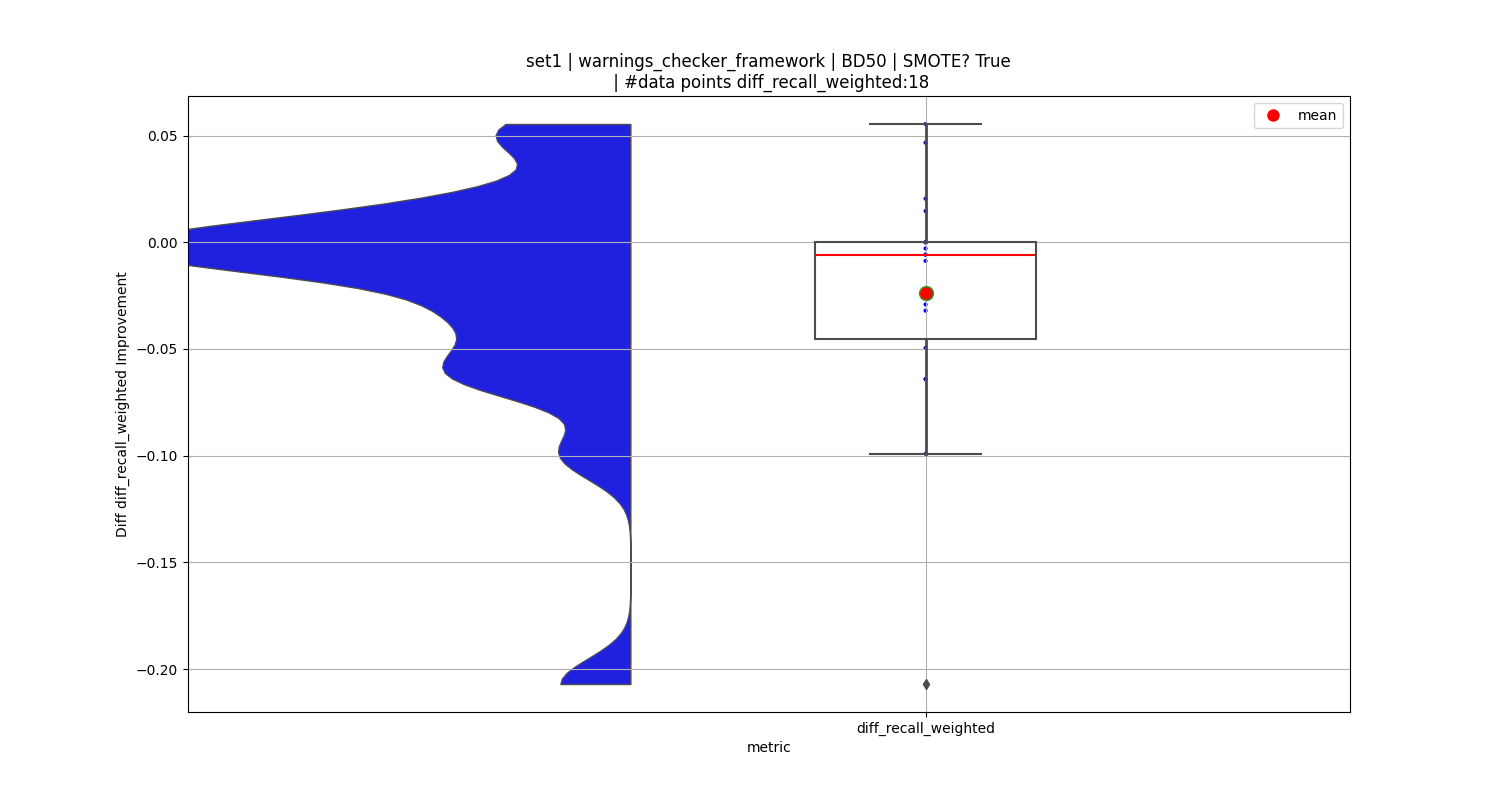 set1 | warnings_checker_framework | BD50 | SMOTE? True
| #data points diff_recall_weighted:18
mean
0.05
0.00
−0.05
−0.10
−0.15
−0.20
Diff diff_recall_weighted Improvement
diff_recall_weighted
metric